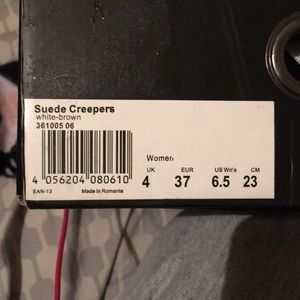 Suede Creepers
white-brown
361005 06
Women
UK EUR US Wn's CM
4 37 6.5 23
4 056204 080610
EAN-13 Made in Romania